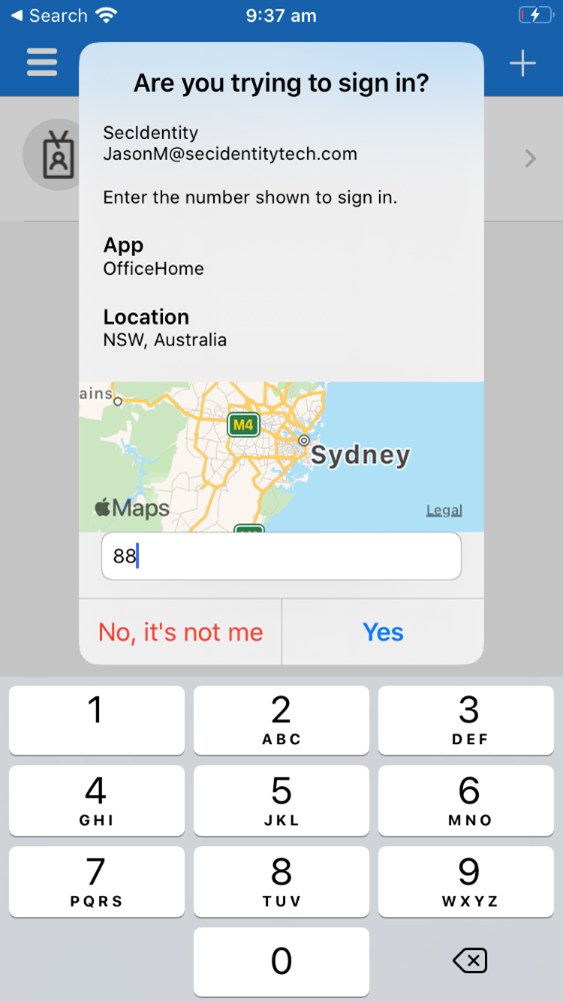 Search
9:37 am
Are you trying to sign in?
SecIdentity
JasonM@secidentitytech.com
Enter the number shown to sign in.
App
OfficeHome
Location
NSW, Australia
ains
M4
Sydney
Maps
Legal
88
No, it's not me
Yes
1
2
ABC
3
DEF
4
GHI
5
JKL
6
MNO
7
PQRS
8
TUV
9
WXYZ
0